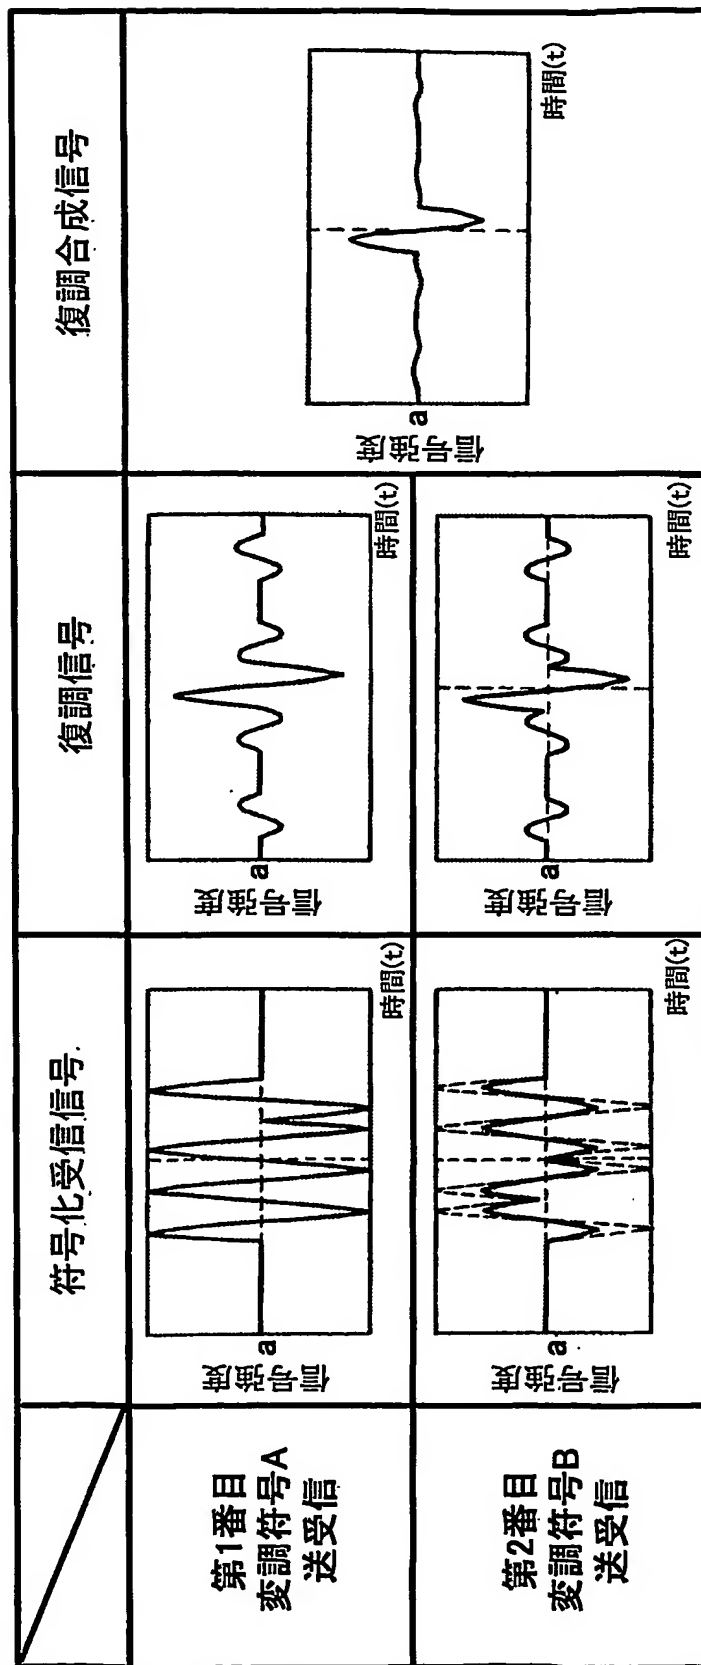 符号化受信信号
復調信号
復調合成信号
第1番目
変調符号A
送受信
信号強度
a
時間(t)
信号強度
a
時間(t)
信号強度
a
時間(t)
第2番目
変調符号B
送受信
信号強度
a
時間(t)
信号強度
a
時間(t)